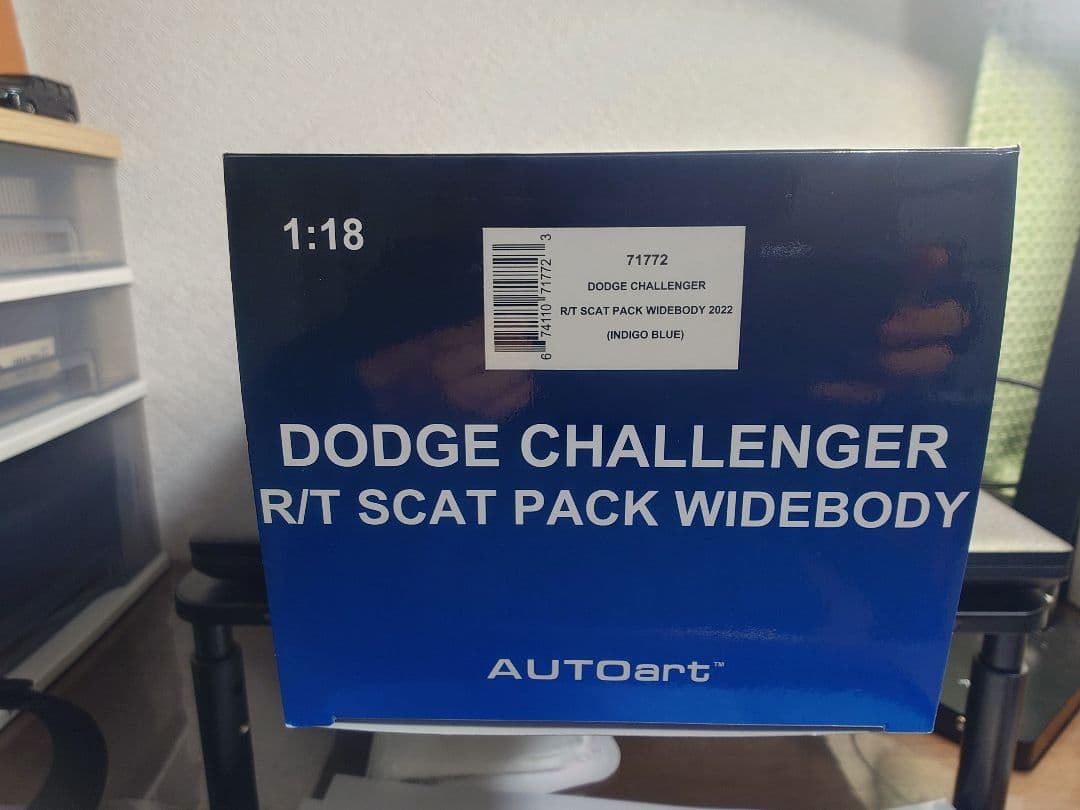 1:18
6 74110 71772 3
71772
DODGE CHALLENGER
R/T SCAT PACK WIDEBODY 2022
(INDIGO BLUE)
DODGE CHALLENGER
R/T SCAT PACK WIDEBODY
AUTOart™